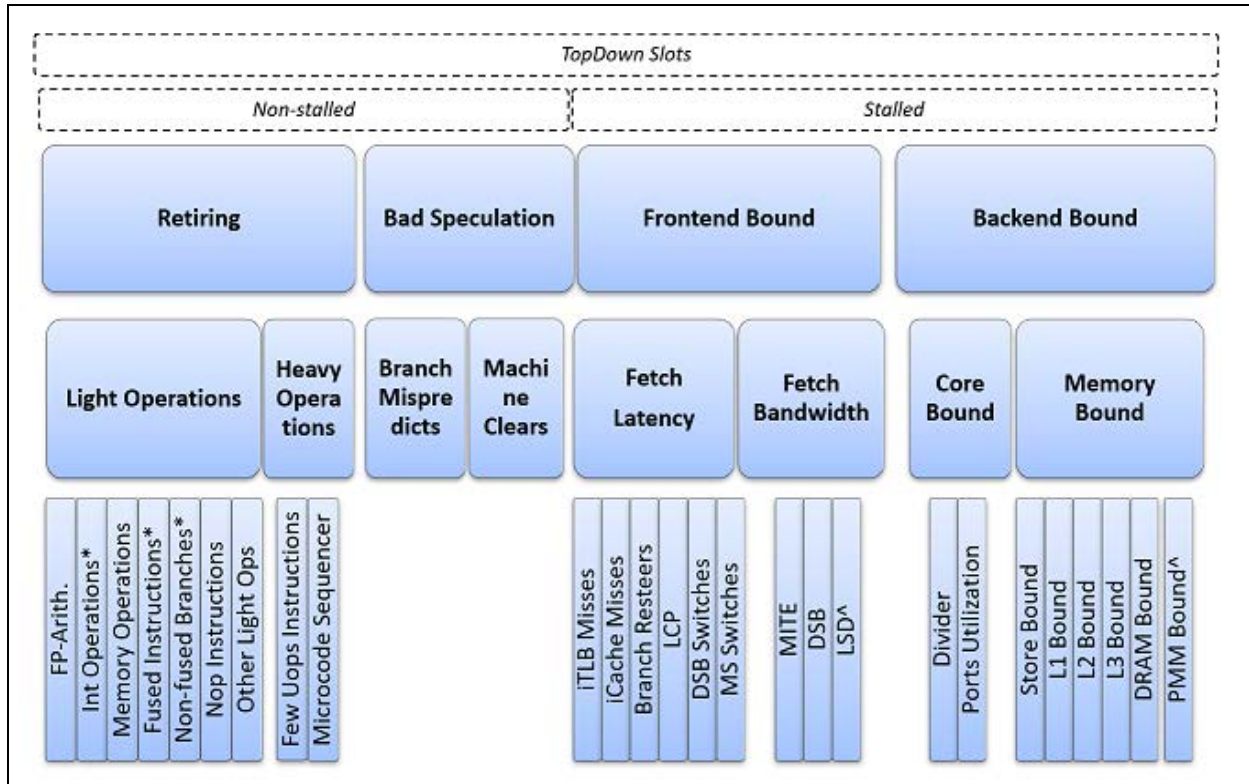 TopDown Slots
Non-stalled
Stalled
Retiring
Bad Speculation
Frontend Bound
Backend Bound
Light Operations
Heavy
Opera
tions
Branch
Mispre
dicts
Machi
ne
Clears
Fetch
Latency
Fetch
Bandwidth
Core
Bound
Memory
Bound
FP-Arith.
Int Operations*
Memory Operations
Fused Instructions*
Non-fused Branches*
Nop Instructions
Other Light Ops
Few Uops Instructions
Microcode Sequencer
iTLB Misses
iCache Misses
Branch Resteers
LCP
DSB Switches
MS Switches
MITE
DSB
LSD^
Divider
Ports Utilization
Store Bound
L1 Bound
L2 Bound
L3 Bound
DRAM Bound
PMM Bound^